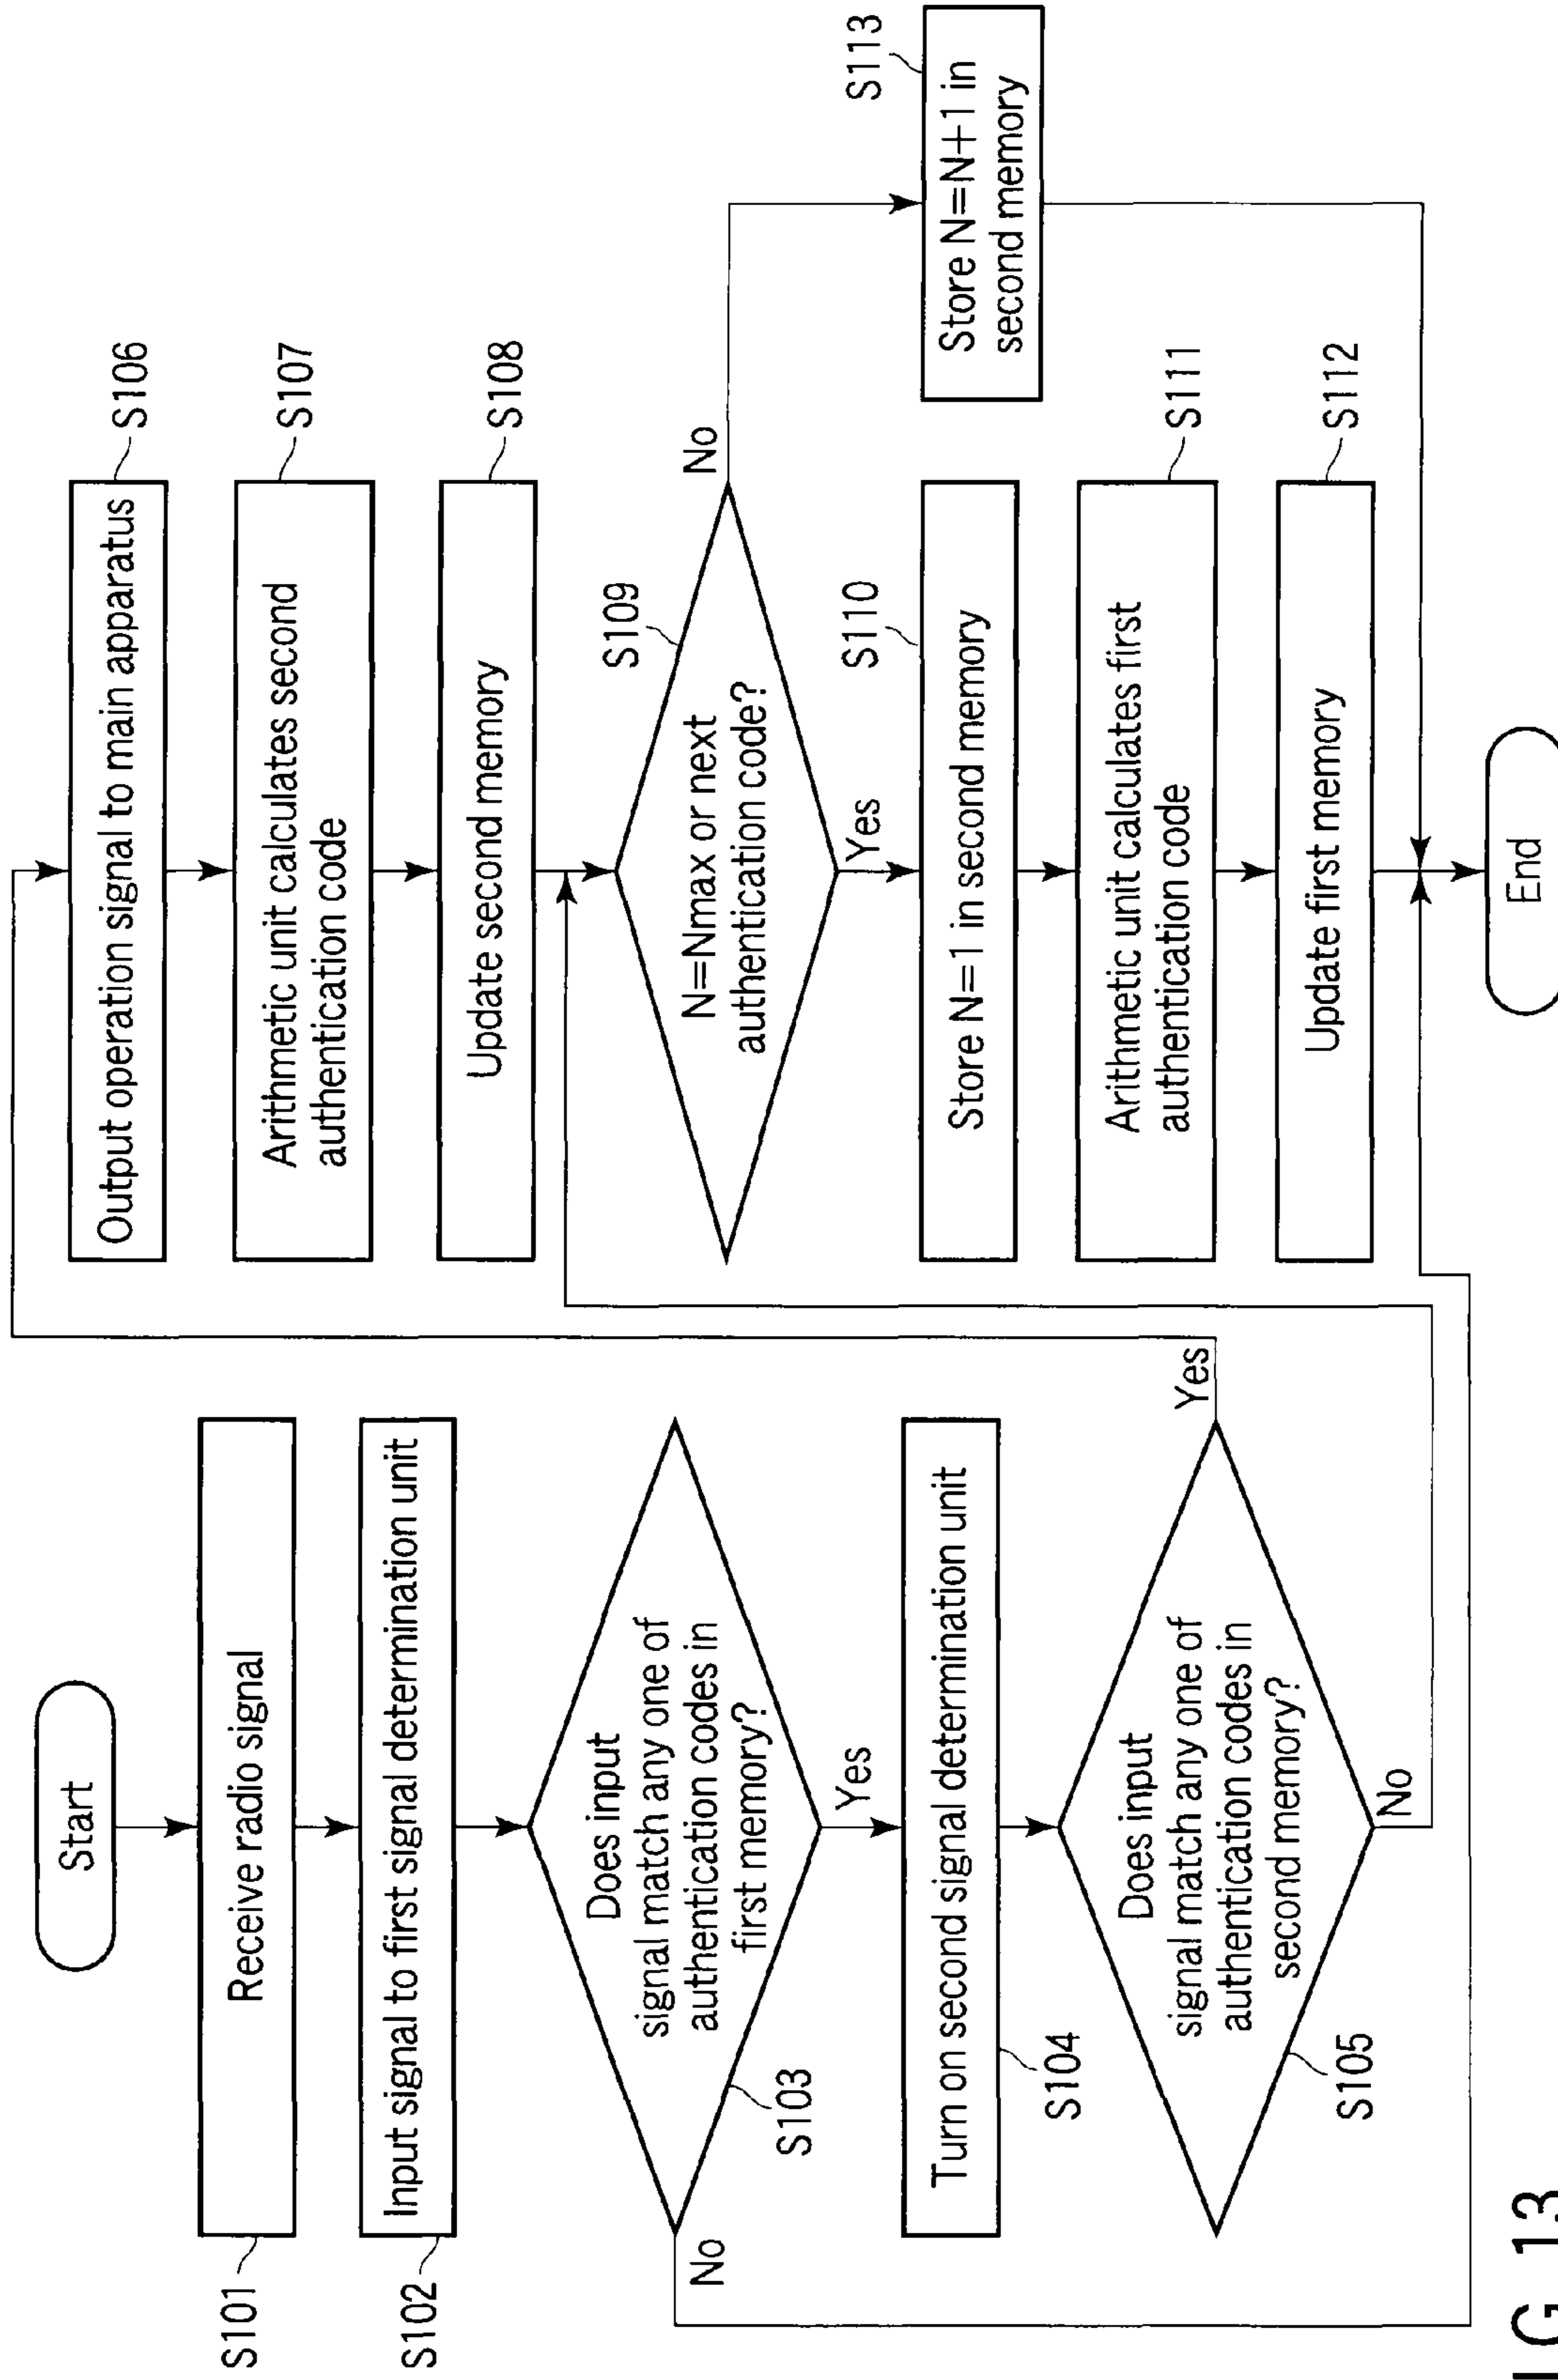 Start
Receive radio signal
S101
Input signal to first signal determination unit
S102
Does input
signal match any one of
authentication codes in
first memory?
S103
No
Yes
Turn on second signal determination unit
S104
Does input
signal match any one of
authentication codes in
second memory?
S105
Yes
No
Output operation signal to main apparatus
S106
Arithmetic unit calculates second
authentication code
S107
Update second memory
S108
N=Nmax or next
authentication code?
S109
No
Yes
Store N=1 in second memory
S110
Arithmetic unit calculates first
authentication code
S111
Update first memory
S112
Store N=N+1 in
second memory
S113
End
IG. 13